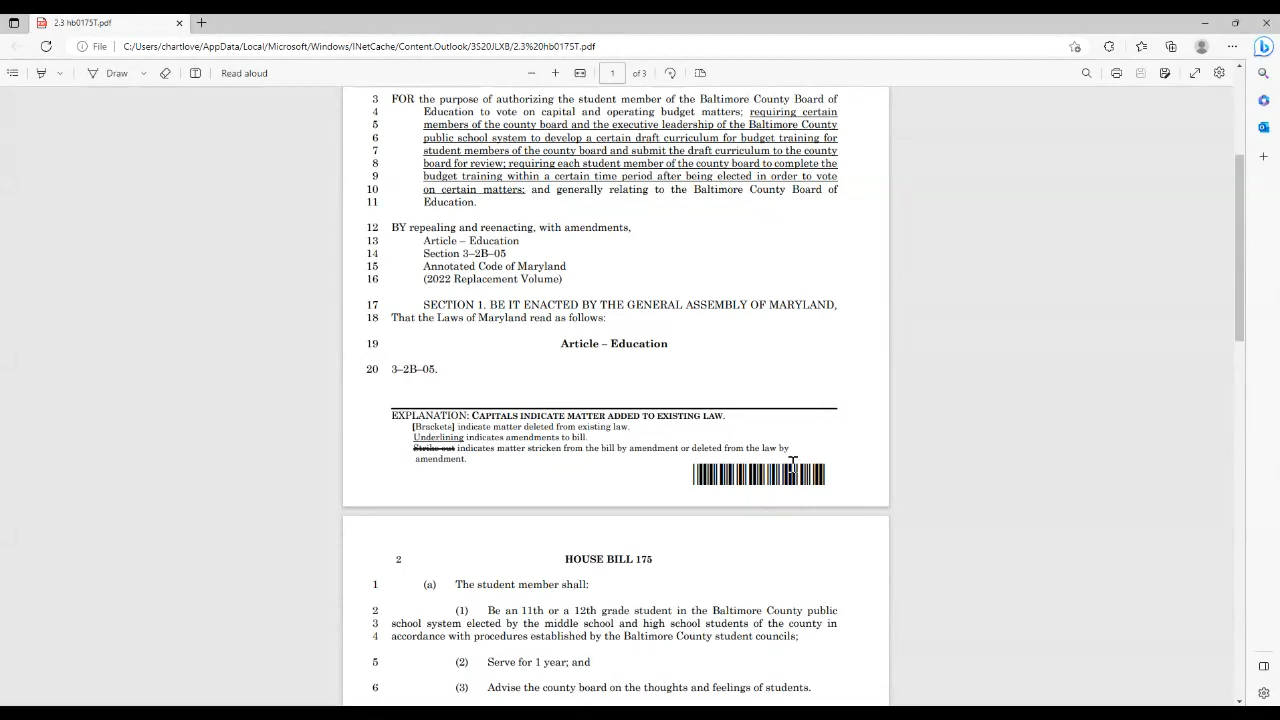 2.3 hb0175T.pdf
File
C:/Users/chartlove/AppData/Local/Microsoft/Windows/INetCache/Content.Outlook/3S20JLXB/2.3%20hb0175T.pdf
Draw
Read aloud
1 of 3
3 FOR the purpose of authorizing the student member of the Baltimore County Board of
4 Education to vote on capital and operating budget matters; requiring certain
5 members of the county board and the executive leadership of the Baltimore County
6 public school system to develop a certain draft curriculum for budget training for
7 student members of the county board and submit the draft curriculum to the county
8 board for review; requiring each student member of the county board to complete the
9 budget training within a certain time period after being elected in order to vote
10 on certain matters; and generally relating to the Baltimore County Board of
11 Education.
12 BY repealing and reenacting, with amendments,
13 Article – Education
14 Section 3–2B–05
15 Annotated Code of Maryland
16 (2022 Replacement Volume)
17 SECTION 1. BE IT ENACTED BY THE GENERAL ASSEMBLY OF MARYLAND,
18 That the Laws of Maryland read as follows:
19 Article – Education
20 3–2B–05.
EXPLANATION: CAPITALS INDICATE MATTER ADDED TO EXISTING LAW.
[Brackets] indicate matter deleted from existing law.
Underlining indicates amendments to bill.
Strike out indicates matter stricken from the bill by amendment or deleted from the law by
amendment.
2 HOUSE BILL 175
1 (a) The student member shall:
2 (1) Be an 11th or a 12th grade student in the Baltimore County public
3 school system elected by the middle school and high school students of the county in
4 accordance with procedures established by the Baltimore County student councils;
5 (2) Serve for 1 year; and
6 (3) Advise the county board on the thoughts and feelings of students.